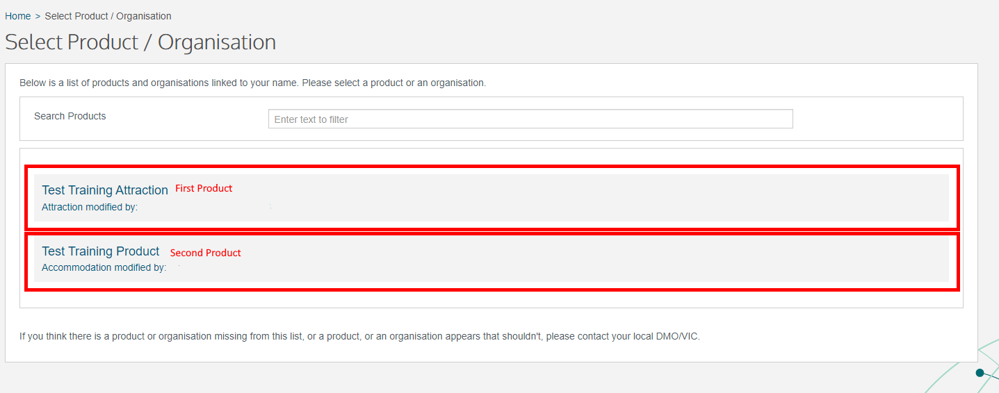 Home > Select Product / Organisation
Select Product / Organisation
Below is a list of products and organisations linked to your name. Please select a product or an organisation.
Search Products Enter text to filter
Test Training Attraction First Product
Attraction modified by:
Test Training Product Second Product
Accommodation modified by:
If you think there is a product or organisation missing from this list, or a product, or an organisation appears that shouldn't, please contact your local DMO/VIC.